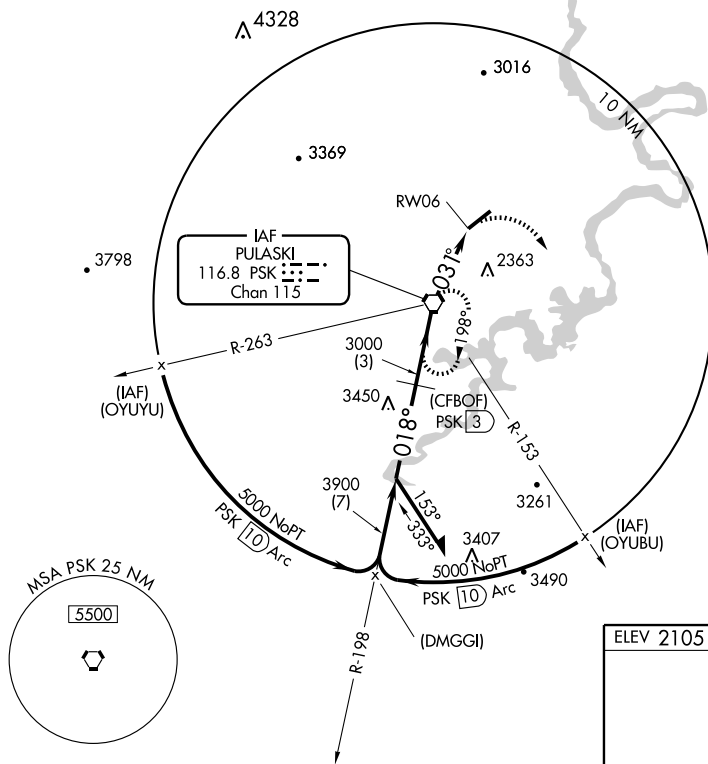 4328
3016
10 NM
3369
RW06
IAF
PULASKI
116.8 PSK
Chan 115
3798
031°
2363
198°
R-263
3000
(3)
(IAF)
(OYUYU)
3450
(CFBOF)
PSK 3
018°
R-153
3900
(7)
153°
333°
3261
(IAF)
(OYUBU)
5000 NoPT
PSK 10 Arc
3407
5000 NoPT
PSK 10 Arc
3490
MSA PSK 25 NM
5500
(DMGGI)
R-198
ELEV 2105